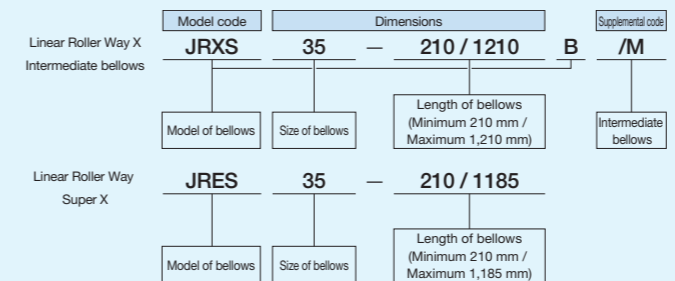 Model code Dimensions Supplemental code
Linear Roller Way X
Intermediate bellows
JRXS 35 — 210 / 1210 B /M
Model of bellows
Size of bellows
Length of bellows
(Minimum 210 mm /
Maximum 1,210 mm)
Intermediate
bellows
Linear Roller Way
Super X
JRES 35 — 210 / 1185
Model of bellows
Size of bellows
Length of bellows
(Minimum 210 mm /
Maximum 1,185 mm)